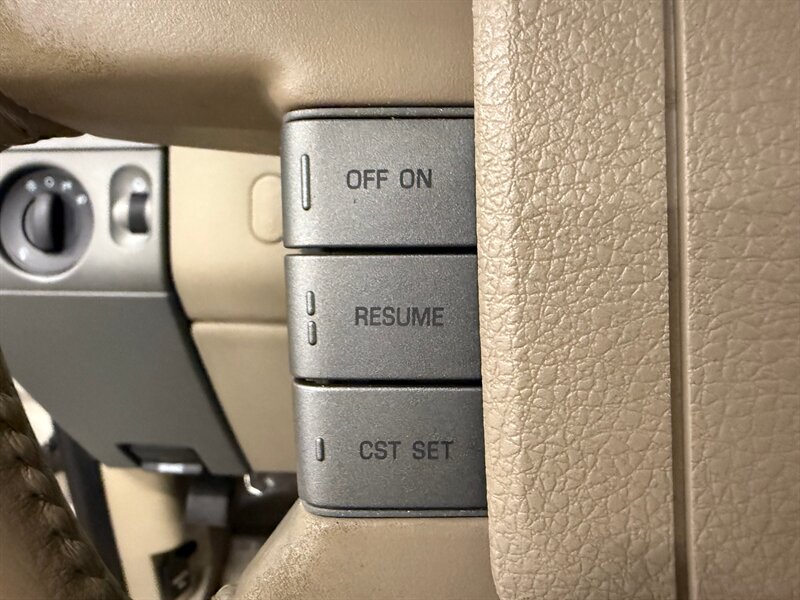 OFF ON
RESUME
CST SET